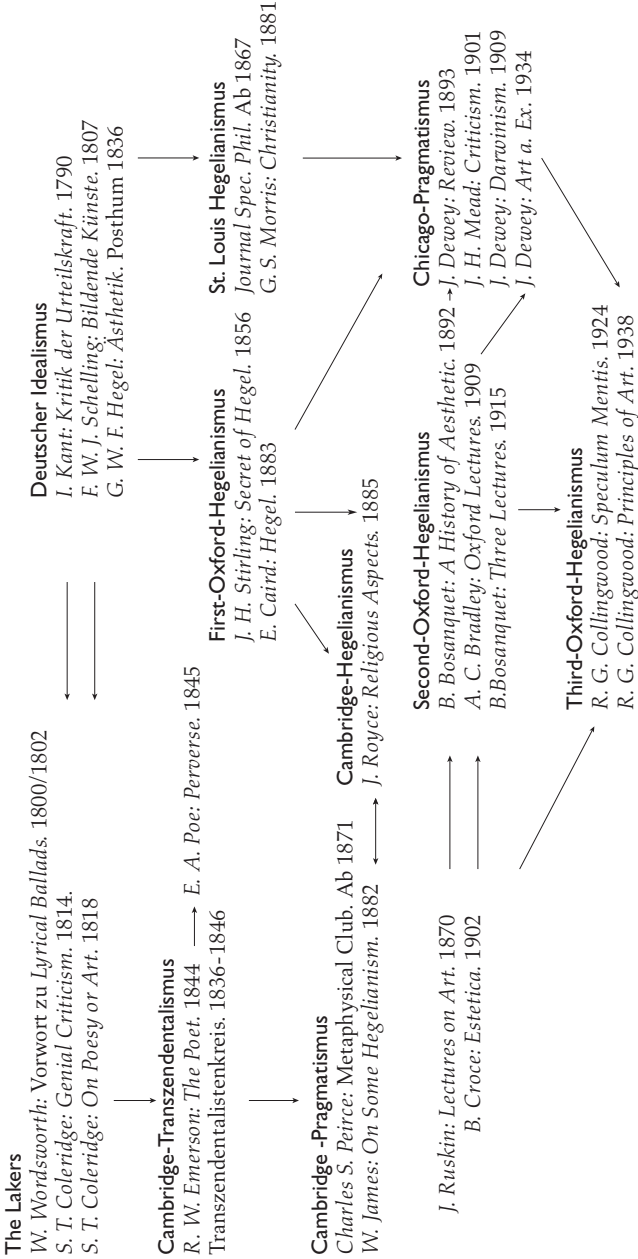 The Lakers
W. Wordsworth: Vorwort zu Lyrical Ballads. 1800/1802
S. T. Coleridge: Genial Criticism. 1814.
S. T. Coleridge: On Poesy or Art. 1818
Deutscher Idealismus
I. Kant: Kritik der Urteilskraft. 1790
F. W. J. Schelling: Bildende Künste. 1807
G. W. F. Hegel: Ästhetik. Posthum 1836
Cambridge-Transzendentalismus
R. W. Emerson: The Poet. 1844 → E. A. Poe: Perverse. 1845
Transzendentalistenkreis. 1836-1846
First-Oxford-Hegelianismus
J. H. Stirling: Secret of Hegel. 1856
E. Caird: Hegel. 1883
St. Louis Hegelianismus
Journal Spec. Phil. Ab 1867
G. S. Morris: Christianity. 1881
Cambridge -Pragmatismus
Charles S. Peirce: Metaphysical Club. Ab 1871
W. James: On Some Hegelianism. 1882
Cambridge-Hegelianismus
J. Royce: Religious Aspects. 1885
J. Ruskin: Lectures on Art. 1870
B. Croce: Estetica. 1902
Second-Oxford-Hegelianismus
B. Bosanquet: A History of Aesthetic. 1892 →
A. C. Bradley: Oxford Lectures. 1909
B.Bosanquet: Three Lectures. 1915
Chicago-Pragmatismus
J. Dewey: Review. 1893
J. H. Mead: Criticism. 1901
J. Dewey: Darwinism. 1909
J. Dewey: Art a. Ex. 1934
Third-Oxford-Hegelianismus
R. G. Collingwood: Speculum Mentis. 1924
R. G. Collingwood: Principles of Art. 1938